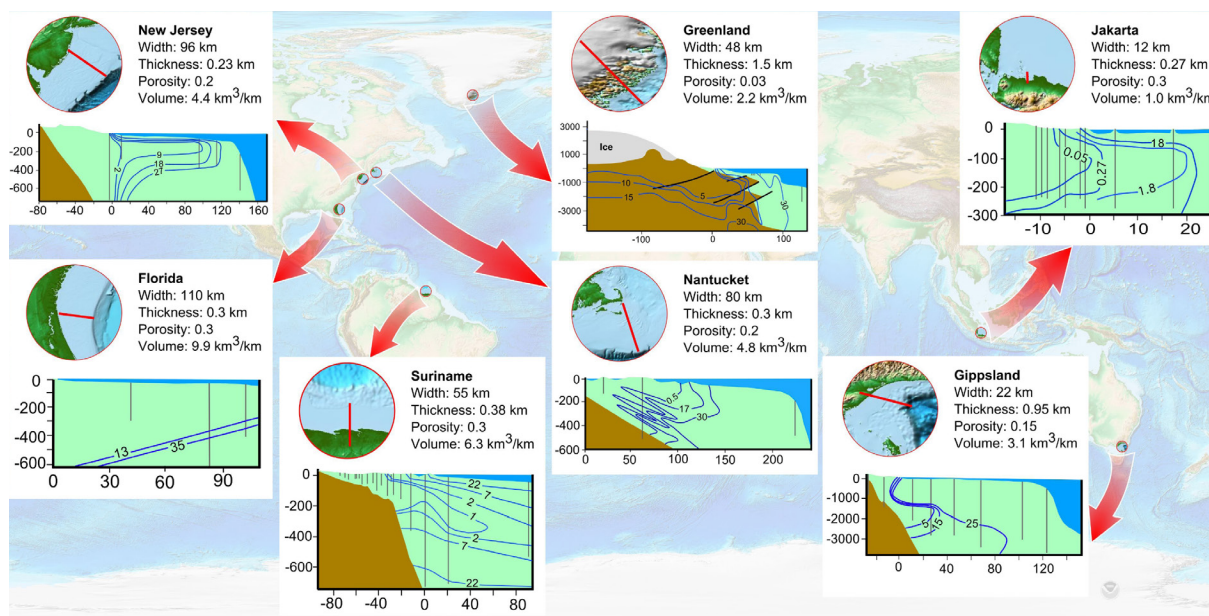 New Jersey
Width: 96 km
Thickness: 0.23 km
Porosity: 0.2
Volume: 4.4 km³/km
0
-200
-400
-600
2
9
18
27
-80
-40
0
40
80
120
160
Greenland
Width: 48 km
Thickness: 1.5 km
Porosity: 0.03
Volume: 2.2 km³/km
3000
1000
-1000
-3000
Ice
10
15
5
30
30
-100
0
100
Jakarta
Width: 12 km
Thickness: 0.27 km
Porosity: 0.3
Volume: 1.0 km³/km
0
-100
-200
-300
0.05
0.27
18
1.8
-10
0
10
20
Florida
Width: 110 km
Thickness: 0.3 km
Porosity: 0.3
Volume: 9.9 km³/km
0
-200
-400
-600
13
35
0
30
60
90
Suriname
Width: 55 km
Thickness: 0.38 km
Porosity: 0.3
Volume: 6.3 km³/km
0
-200
-400
-600
22
7
2
2
1
2
7
22
-80
-40
0
40
80
Nantucket
Width: 80 km
Thickness: 0.3 km
Porosity: 0.2
Volume: 4.8 km³/km
0
-200
-400
-600
0.5
17
30
0
50
100
150
200
Gippsland
Width: 22 km
Thickness: 0.95 km
Porosity: 0.15
Volume: 3.1 km³/km
0
-1000
-2000
-3000
5
15
25
0
40
80
120